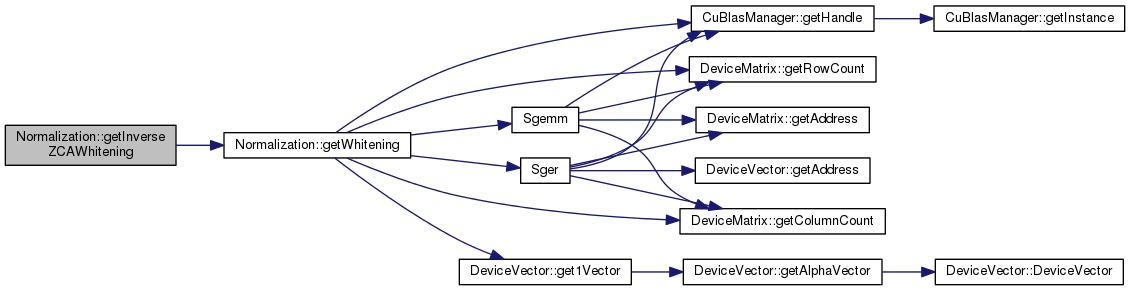 Normalization::getInverse
ZCAWhitening
Normalization::getWhitening
Sgemm
Sger
DeviceVector::get1Vector
CuBlasManager::getHandle
DeviceMatrix::getRowCount
DeviceMatrix::getAddress
DeviceVector::getAddress
DeviceMatrix::getColumnCount
DeviceVector::getAlphaVector
CuBlasManager::getInstance
DeviceVector::DeviceVector